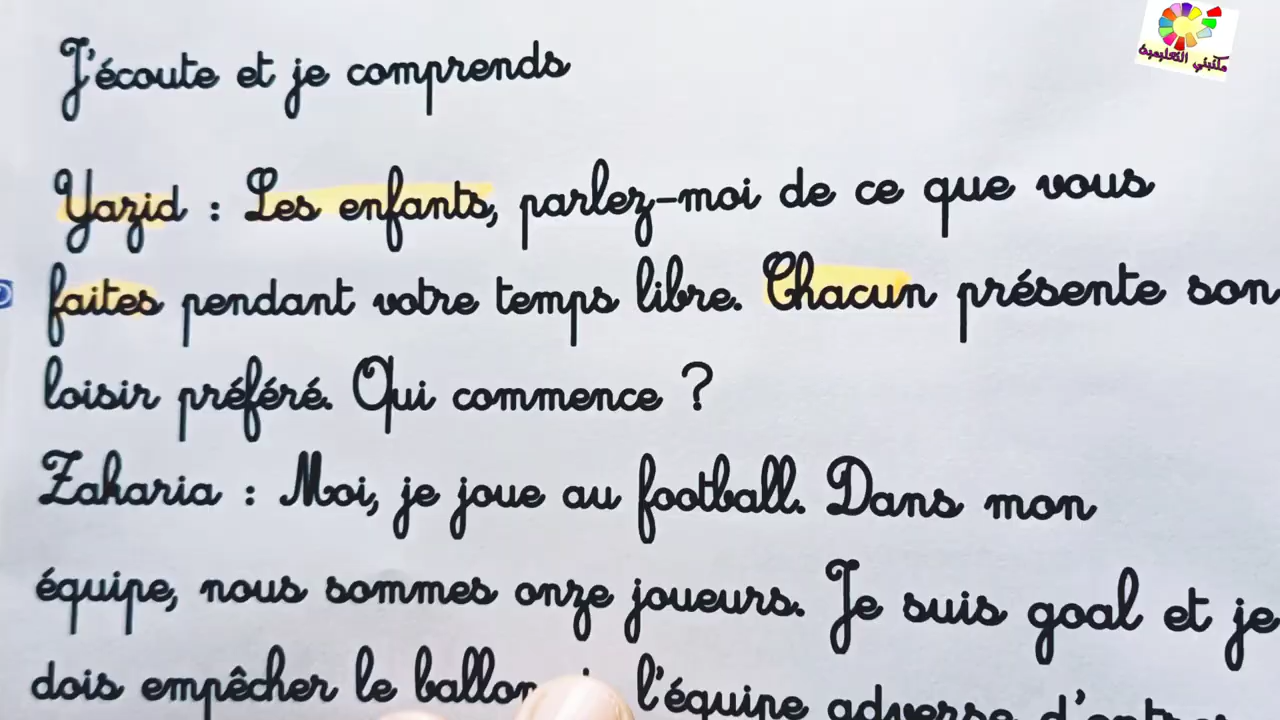 مكتبتي التعليمية
J'écoute et je comprends
Yazid : Les enfants, parlez-moi de ce que vous
faites pendant votre temps libre. Chacun présente son
loisir préféré. Qui commence ?
Zakaria : Moi, je joue au football. Dans mon
équipe, nous sommes onze joueurs. Je suis goal et je
dois empêcher le ballon l'équipe adverse